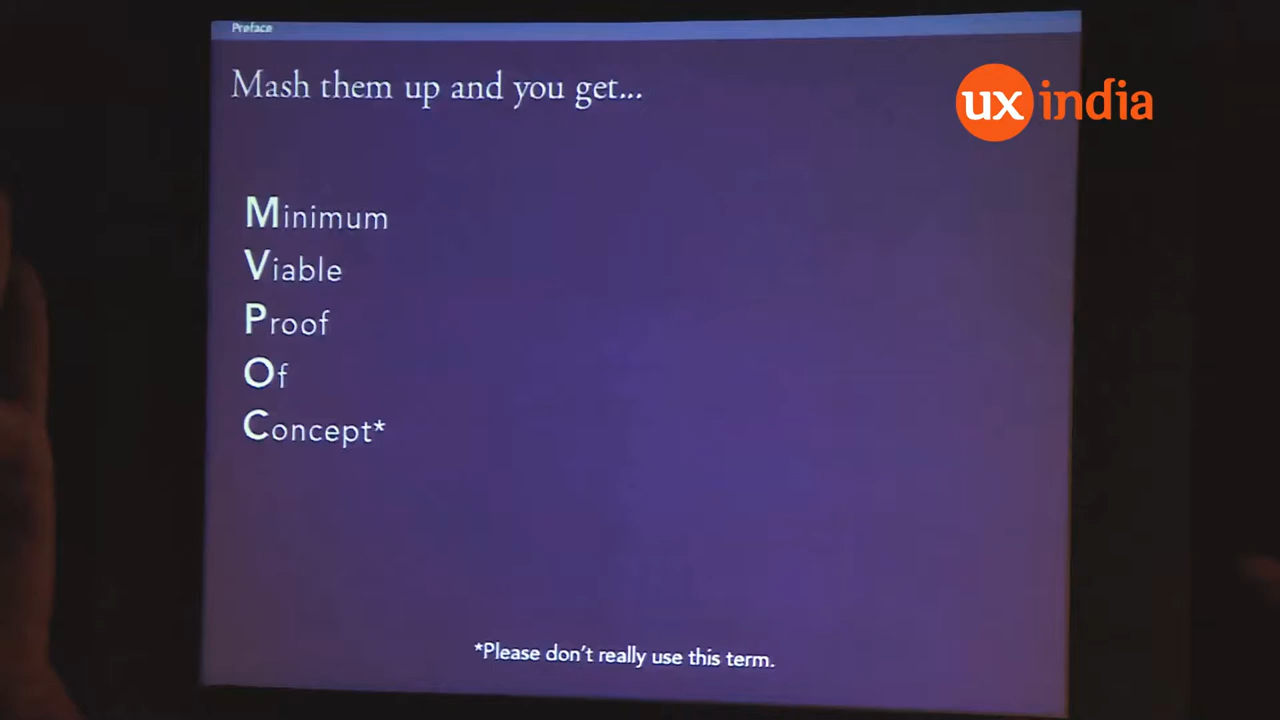 Preface
Mash them up and you get...
ux india
Minimum
Viable
Proof
Of
Concept*
*Please don't really use this term.